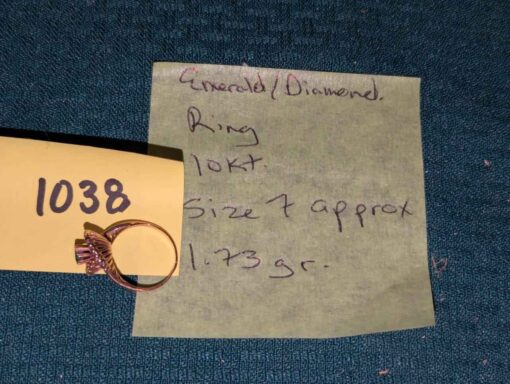 Emerald/Diamond.
Ring
10Kt.
Size 7 approx
1.73 gr.
1038